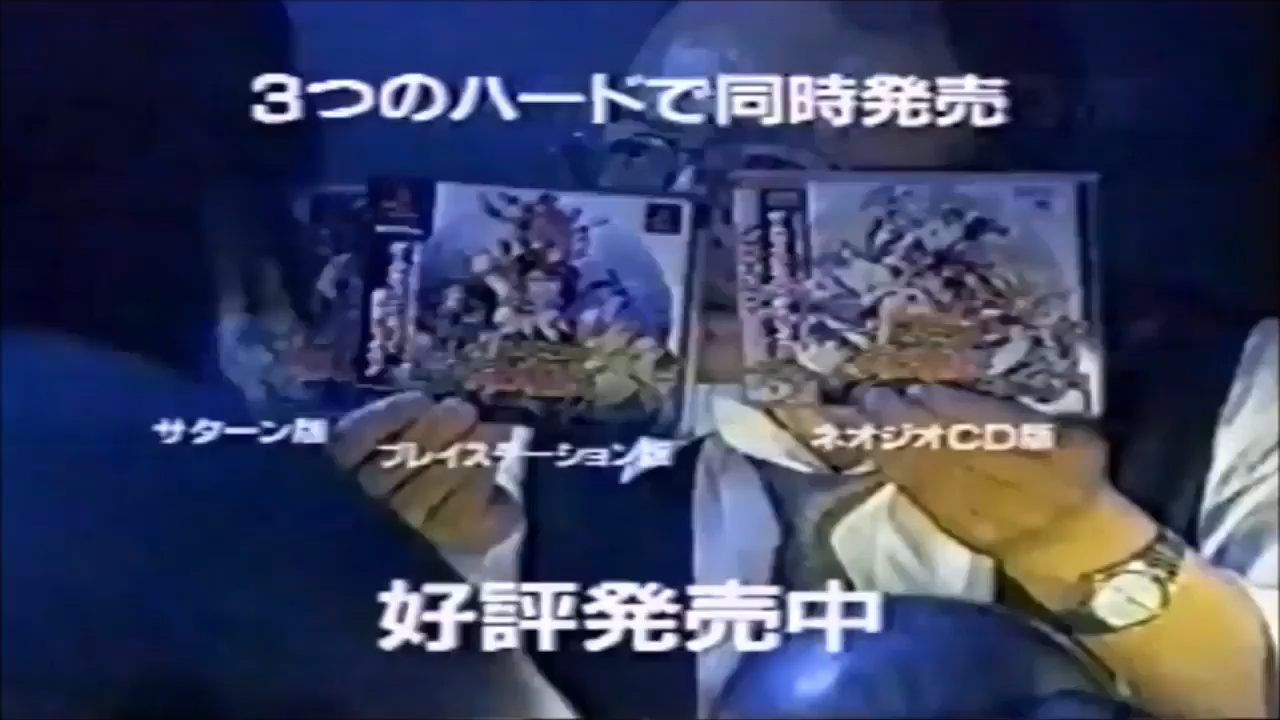 3つのハードで同時発売
サターン版
プレイステーション版
ネオジオCD版
好評発売中